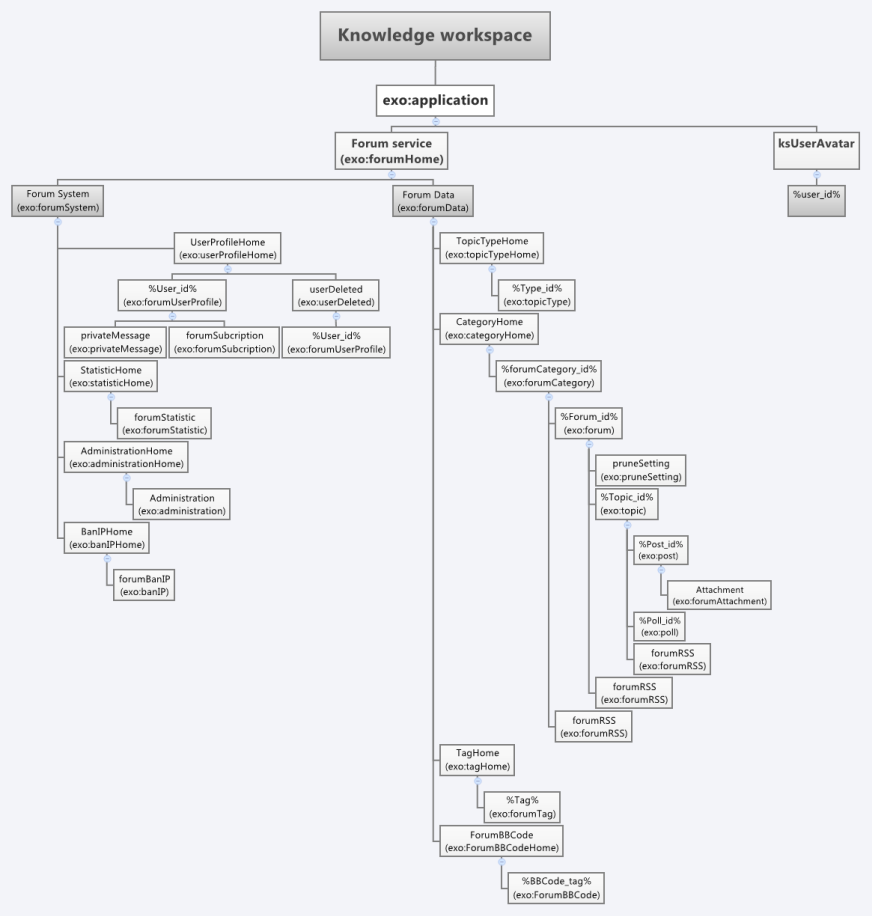 Knowledge workspace
exo:application
Forum service
(exo:forumHome)
ksUserAvatar
%user_id%
Forum System
(exo:forumSystem)
UserProfileHome
(exo:userProfileHome)
%User_id%
(exo:forumUserProfile)
userDeleted
(exo:userDeleted)
privateMessage
(exo:privateMessage)
forumSubcription
(exo:forumSubcription)
%User_id%
(exo:forumUserProfile)
StatisticHome
(exo:statisticHome)
forumStatistic
(exo:forumStatistic)
AdministrationHome
(exo:administrationHome)
Administration
(exo:administration)
BanIPHome
(exo:banIPHome)
forumBanIP
(exo:banIP)
Forum Data
(exo:forumData)
TopicTypeHome
(exo:topicTypeHome)
%Type_id%
(exo:topicType)
CategoryHome
(exo:categoryHome)
%forumCategory_id%
(exo:forumCategory)
%Forum_id%
(exo:forum)
pruneSetting
(exo:pruneSetting)
%Topic_id%
(exo:topic)
%Post_id%
(exo:post)
Attachment
(exo:forumAttachment)
%Poll_id%
(exo:poll)
forumRSS
(exo:forumRSS)
forumRSS
(exo:forumRSS)
forumRSS
(exo:forumRSS)
TagHome
(exo:tagHome)
%Tag%
(exo:forumTag)
ForumBBCode
(exo:ForumBBCodeHome)
%BBCode_tag%
(exo:ForumBBCode)